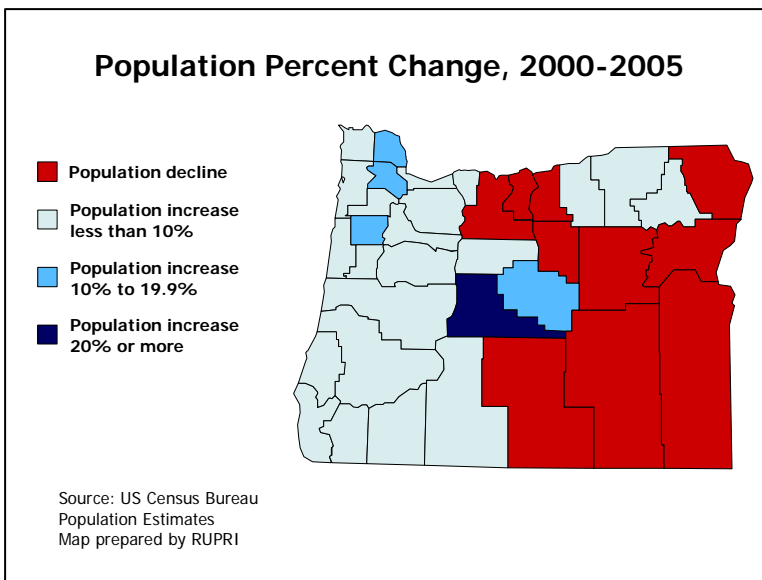 Population Percent Change, 2000-2005
Population decline
Population increase
less than 10%
Population increase
10% to 19.9%
Population increase
20% or more
Source: US Census Bureau
Population Estimates
Map prepared by RUPRI